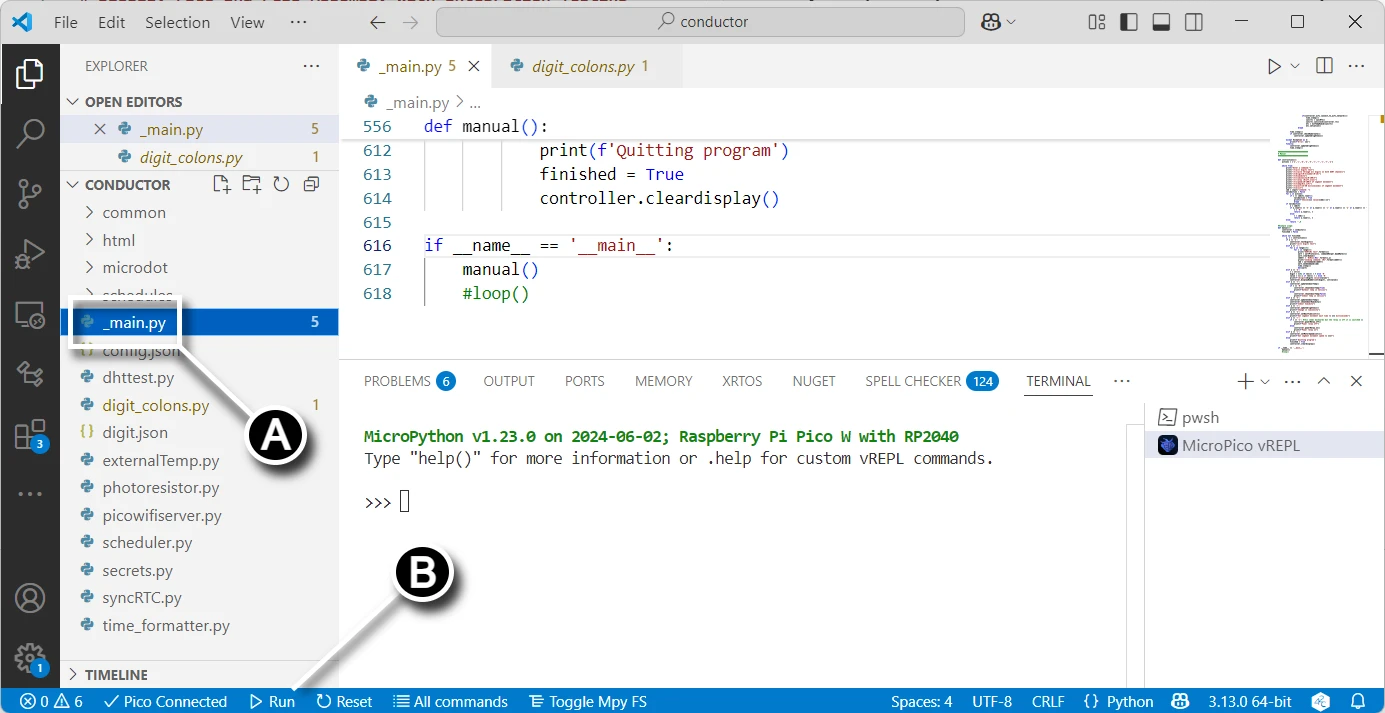 File Edit Selection View ··· conductor
EXPLORER ···
OPEN EDITORS
_main.py 5
digit_colons.py 1
CONDUCTOR
common
html
microdot
schedules
_main.py 5
config.json
dhttest.py
digit_colons.py 1
digit.json
externalTemp.py
photoresistor.py
picowifiserver.py
scheduler.py
secrets.py
syncRTC.py
time_formatter.py
TIMELINE
3
1
A
B
_main.py 5 digit_colons.py 1
_main.py > ...
556 def manual():
612 print(f'Quitting program')
613 finished = True
614 controller.cleardisplay()
615
616 if __name__ == '__main__':
617 manual()
618 #loop()
PROBLEMS 6 OUTPUT PORTS MEMORY XRTOS NUGET SPELL CHECKER 124 TERMINAL ···
MicroPython v1.23.0 on 2024-06-02; Raspberry Pi Pico W with RP2040
Type "help()" for more information or .help for custom vREPL commands.
>>>
pwsh
MicroPico vREPL
0 6 Pico Connected Run Reset All commands Toggle Mpy FS Spaces: 4 UTF-8 CRLF {} Python 3.13.0 64-bit